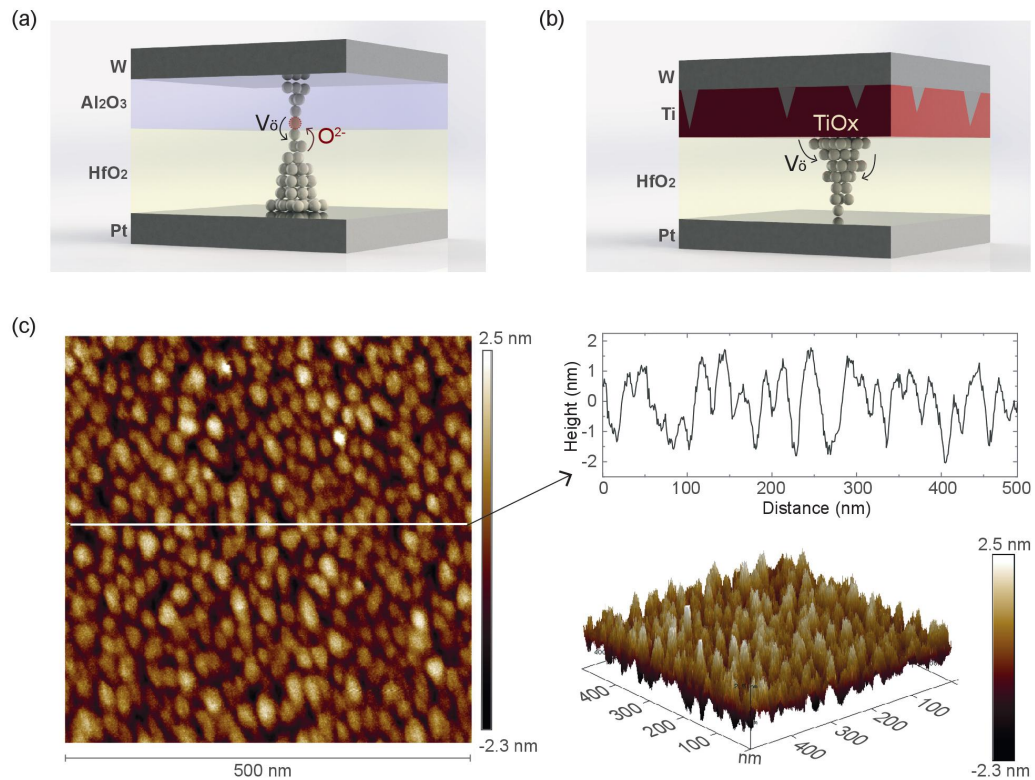 (a)
W
Al2O3
HfO2
Pt
Vö
O2-
(b)
W
Ti
HfO2
Pt
TiOx
Vö
(c)
2.5 nm
-2.3 nm
500 nm
2
1
0
-1
-2
Height (nm)
0 100 200 300 400 500
Distance (nm)
2.5 nm
-2.3 nm
400
300
200
100
nm
400
300
200
100